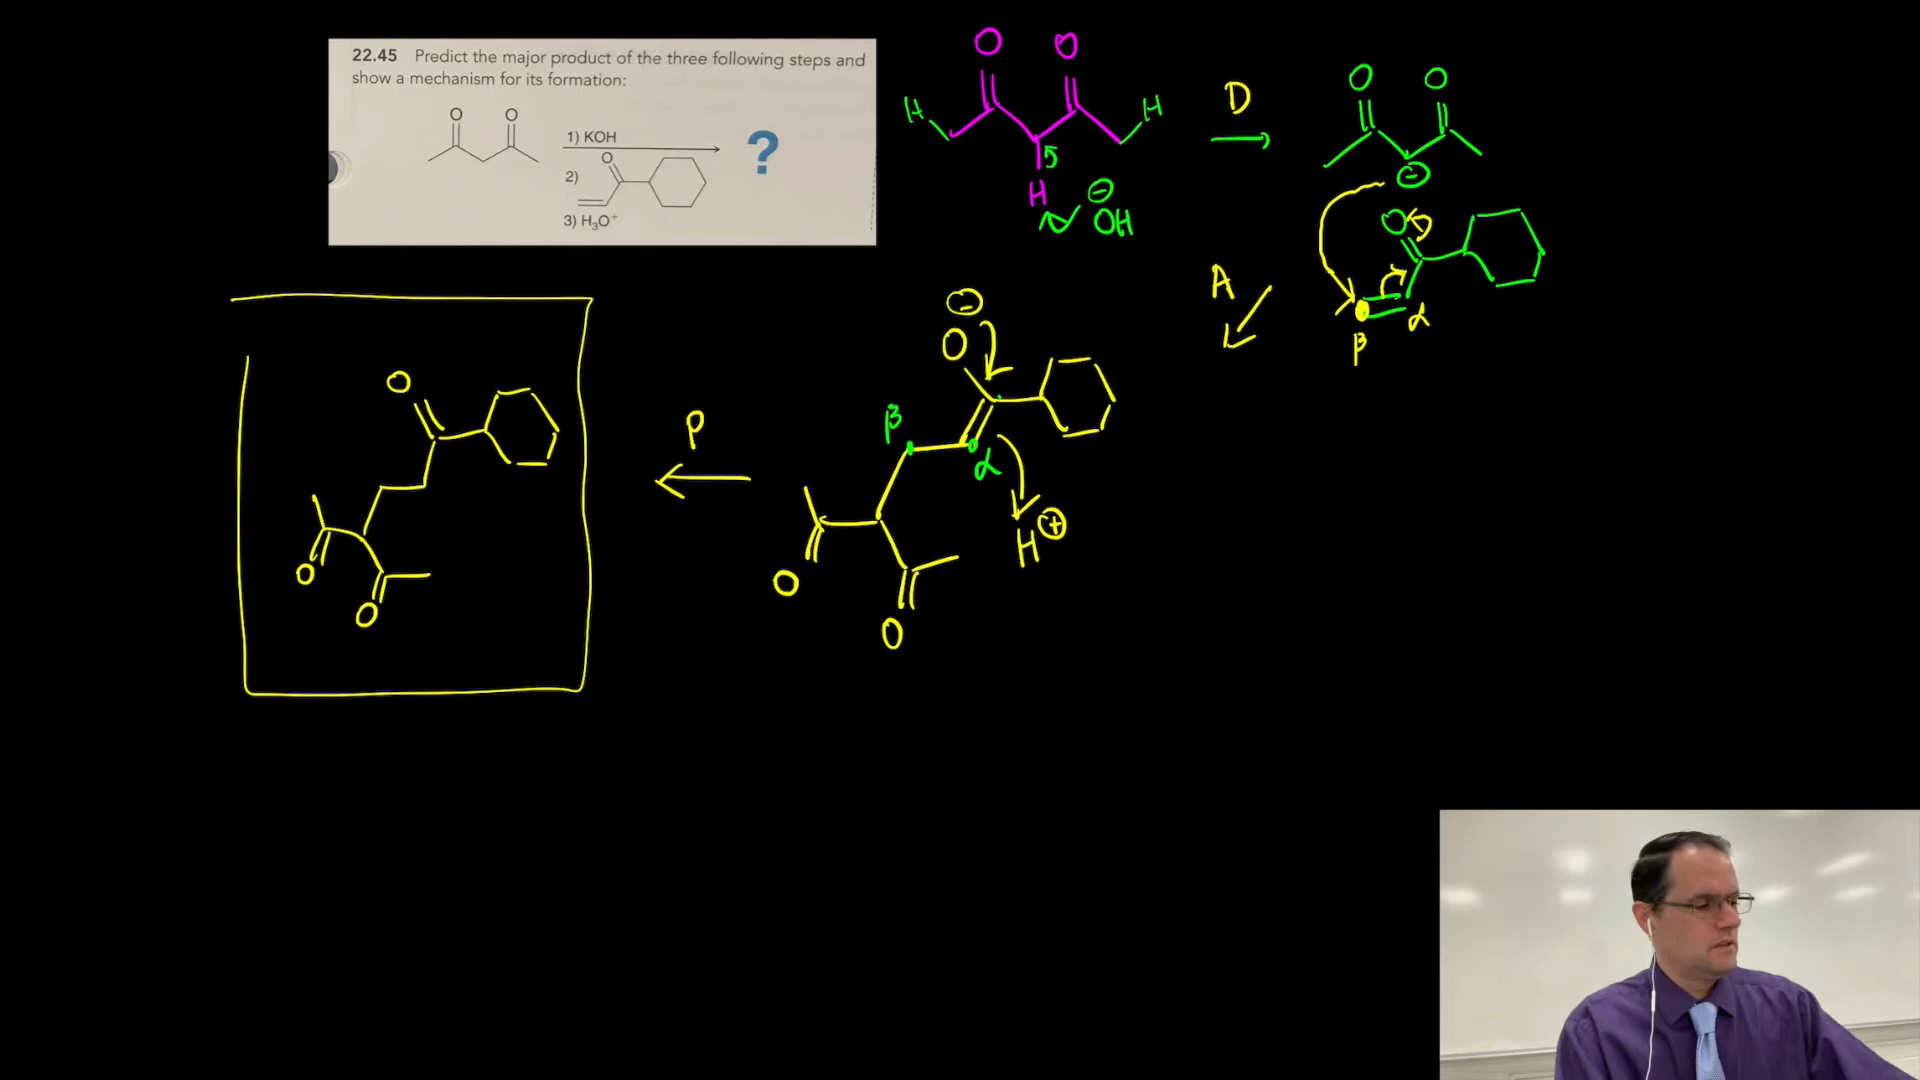 22.45 Predict the major product of the three following steps and
show a mechanism for its formation:
O O
1) KOH
O
2)
3) H₃O⁺
?
O O
H H
5
H
⊖
OH
D
O O
⊖
O
α
β
A
⊖
O
β
α
H⊕
O
O
P
O
O
O